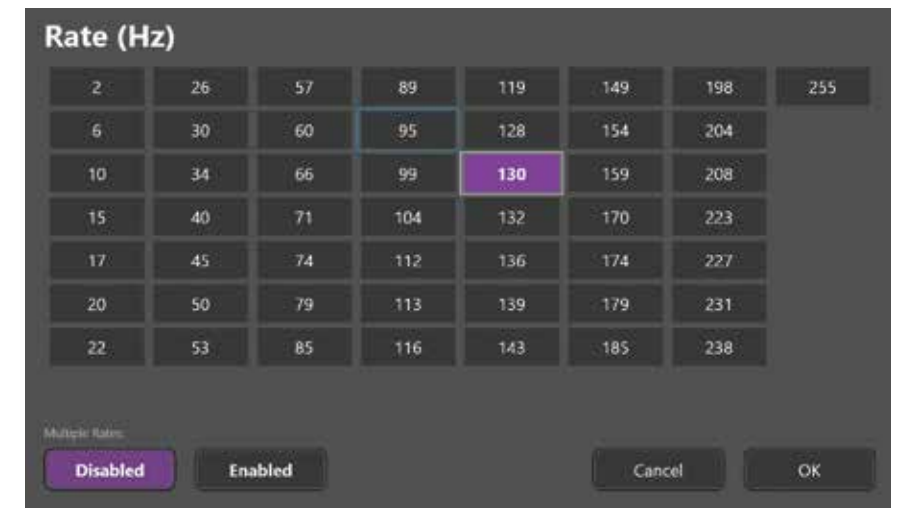 Rate (Hz)
2 26 57 89 119 149 198 255
6 30 60 95 128 154 204
10 34 66 99 130 159 208
15 40 71 104 132 170 223
17 45 74 112 136 174 227
20 50 79 113 139 179 231
22 53 85 116 143 185 238
Multiple Rates:
Disabled Enabled Cancel OK